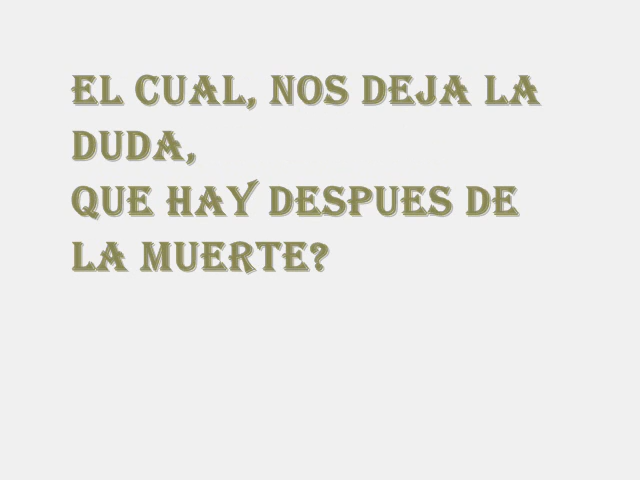 EL CUAL, NOS DEJA LA
DUDA,
QUE HAY DESPUES DE
LA MUERTE?